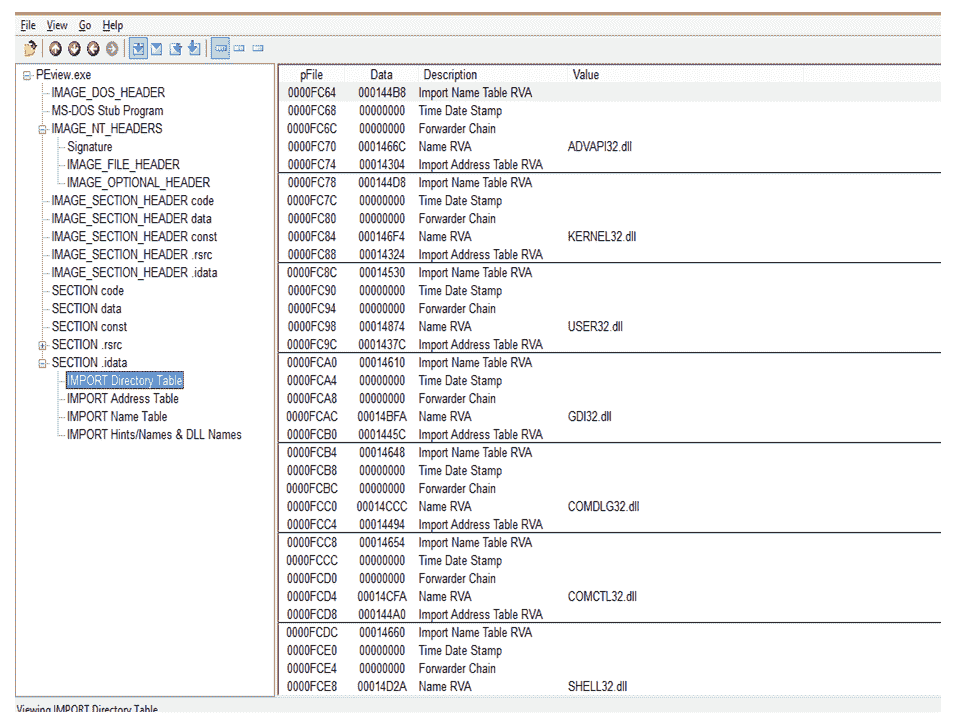 File View Go Help
PEview.exe
IMAGE_DOS_HEADER
MS-DOS Stub Program
IMAGE_NT_HEADERS
Signature
IMAGE_FILE_HEADER
IMAGE_OPTIONAL_HEADER
IMAGE_SECTION_HEADER code
IMAGE_SECTION_HEADER data
IMAGE_SECTION_HEADER const
IMAGE_SECTION_HEADER .rsrc
IMAGE_SECTION_HEADER .idata
SECTION code
SECTION data
SECTION const
SECTION .rsrc
SECTION .idata
IMPORT Directory Table
IMPORT Address Table
IMPORT Name Table
IMPORT Hints/Names & DLL Names
pFile Data Description Value
0000FC64 000144B8 Import Name Table RVA
0000FC68 00000000 Time Date Stamp
0000FC6C 00000000 Forwarder Chain
0000FC70 0001466C Name RVA ADVAPI32.dll
0000FC74 00014304 Import Address Table RVA
0000FC78 000144D8 Import Name Table RVA
0000FC7C 00000000 Time Date Stamp
0000FC80 00000000 Forwarder Chain
0000FC84 000146F4 Name RVA KERNEL32.dll
0000FC88 00014324 Import Address Table RVA
0000FC8C 00014530 Import Name Table RVA
0000FC90 00000000 Time Date Stamp
0000FC94 00000000 Forwarder Chain
0000FC98 00014874 Name RVA USER32.dll
0000FC9C 0001437C Import Address Table RVA
0000FCA0 00014610 Import Name Table RVA
0000FCA4 00000000 Time Date Stamp
0000FCA8 00000000 Forwarder Chain
0000FCAC 00014BFA Name RVA GDI32.dll
0000FCB0 0001445C Import Address Table RVA
0000FCB4 00014648 Import Name Table RVA
0000FCB8 00000000 Time Date Stamp
0000FCBC 00000000 Forwarder Chain
0000FCC0 00014CCC Name RVA COMDLG32.dll
0000FCC4 00014494 Import Address Table RVA
0000FCC8 00014654 Import Name Table RVA
0000FCCC 00000000 Time Date Stamp
0000FCD0 00000000 Forwarder Chain
0000FCD4 00014CFA Name RVA COMCTL32.dll
0000FCD8 000144A0 Import Address Table RVA
0000FCDC 00014660 Import Name Table RVA
0000FCE0 00000000 Time Date Stamp
0000FCE4 00000000 Forwarder Chain
0000FCE8 00014D2A Name RVA SHELL32.dll
Viewing IMPORT Directory Table